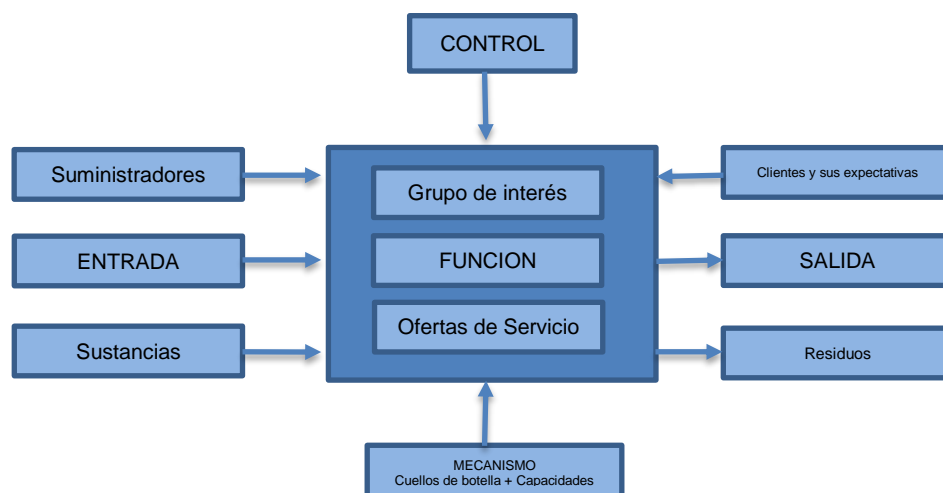 CONTROL
Suministradores
Grupo de interés
Clientes y sus expectativas
ENTRADA
FUNCION
SALIDA
Sustancias
Ofertas de Servicio
Residuos
MECANISMO
Cuellos de botella + Capacidades